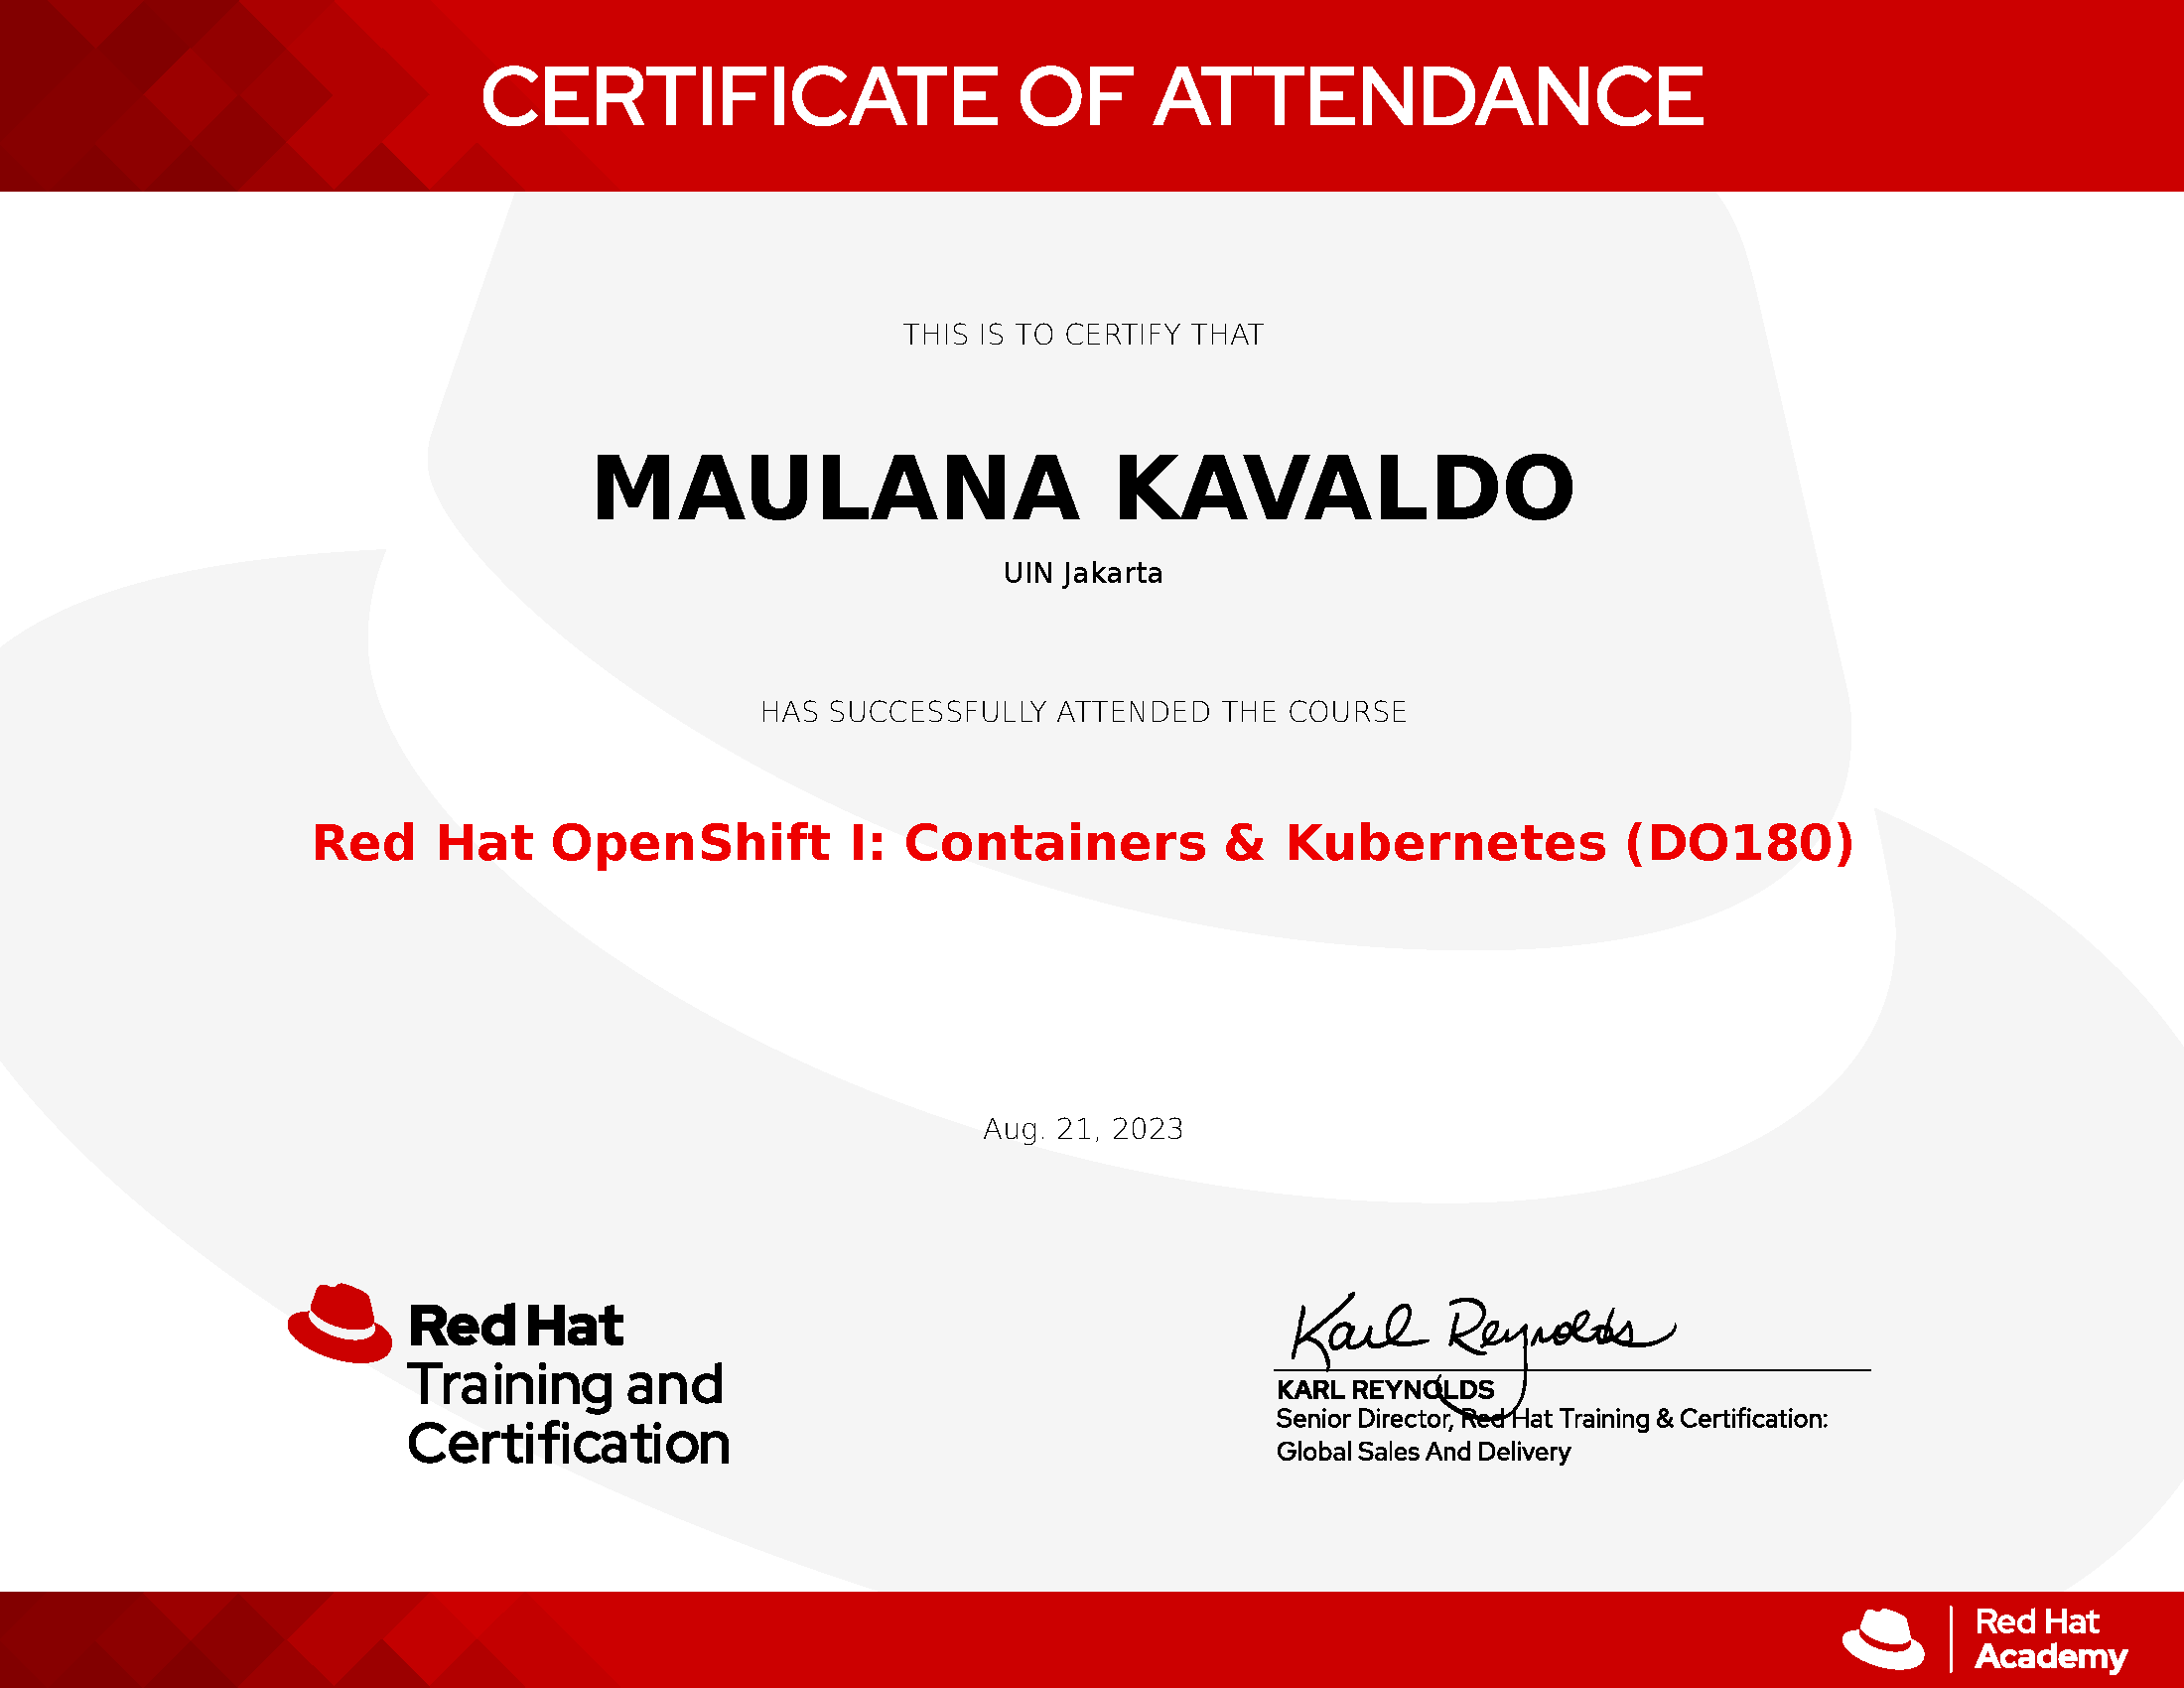 CERTIFICATE OF ATTENDANCE
THIS IS TO CERTIFY THAT
MAULANA KAVALDO
UIN Jakarta
HAS SUCCESSFULLY ATTENDED THE COURSE
Red Hat OpenShift I: Containers & Kubernetes (DO180)
Aug. 21, 2023
Red Hat
Training and
Certification
Karl Reynolds
KARL REYNOLDS
Senior Director, Red Hat Training & Certification:
Global Sales And Delivery
Red Hat
Academy